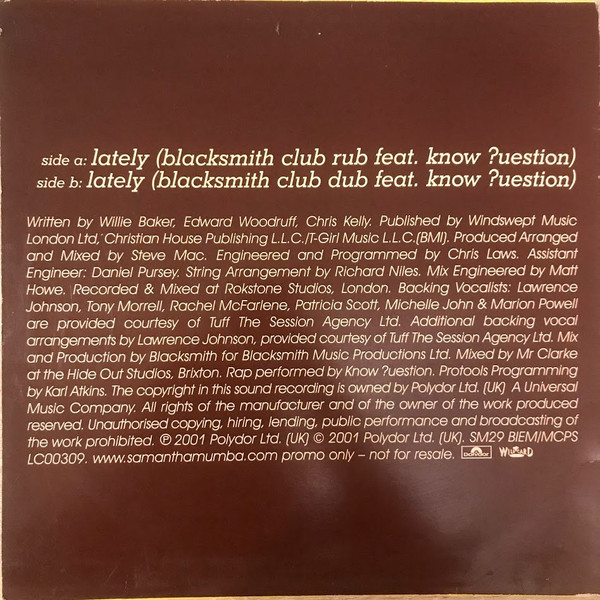 side a: lately (blacksmith club rub feat. know ?uestion)
side b: lately (blacksmith club dub feat. know ?uestion)
Written by Willie Baker, Edward Woodruff, Chris Kelly. Published by Windswept Music
London Ltd, Christian House Publishing L.L.C./T-Girl Music L.L.C.(BMI). Produced Arranged
and Mixed by Steve Mac. Engineered and Programmed by Chris Laws. Assistant
Engineer: Daniel Pursey. String Arrangement by Richard Niles. Mix Engineered by Matt
Howe. Recorded & Mixed at Rokstone Studios, London. Backing Vocalists: Lawrence
Johnson, Tony Morrell, Rachel McFarlene, Patricia Scott, Michelle John & Marion Powell
are provided courtesy of Tuff The Session Agency Ltd. Additional backing vocal
arrangements by Lawrence Johnson, provided courtesy of Tuff The Session Agency Ltd. Mix
and Production by Blacksmith for Blacksmith Music Productions Ltd. Mixed by Mr Clarke
at the Hide Out Studios, Brixton. Rap performed by Know ?uestion. Protools Programming
by Karl Atkins. The copyright in this sound recording is owned by Polydor Ltd. (UK) A Universal
Music Company. All rights of the manufacturer and of the owner of the work produced
reserved. Unauthorised copying, hiring, lending, public performance and broadcasting of
the work prohibited. ℗ 2001 Polydor Ltd. (UK) © 2001 Polydor Ltd. (UK). SM29 BIEM/MCPS
LC00309. www.samanthamumba.com promo only – not for resale. Polydor WILDCARD